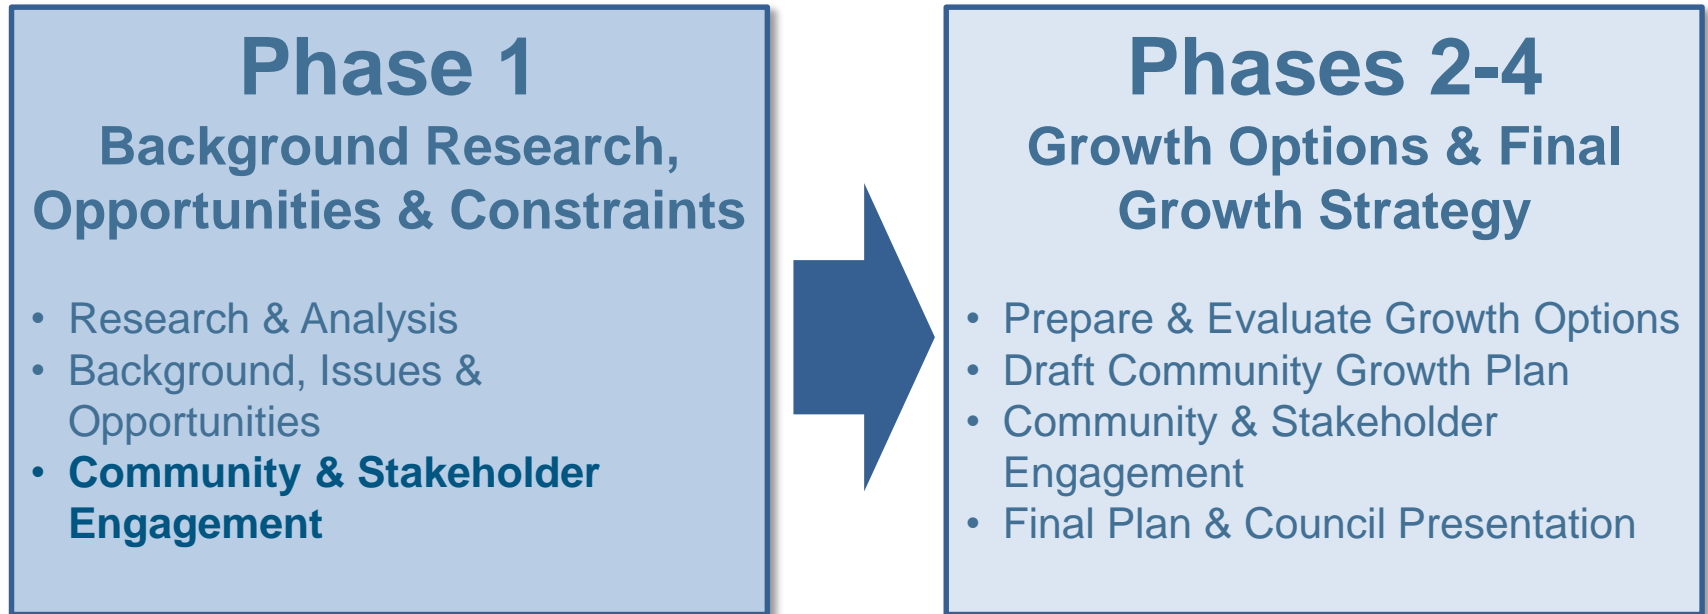 Phase 1
Background Research,
Opportunities & Constraints
• Research & Analysis
• Background, Issues &
Opportunities
• Community & Stakeholder
Engagement
Phases 2-4
Growth Options & Final
Growth Strategy
• Prepare & Evaluate Growth Options
• Draft Community Growth Plan
• Community & Stakeholder
Engagement
• Final Plan & Council Presentation